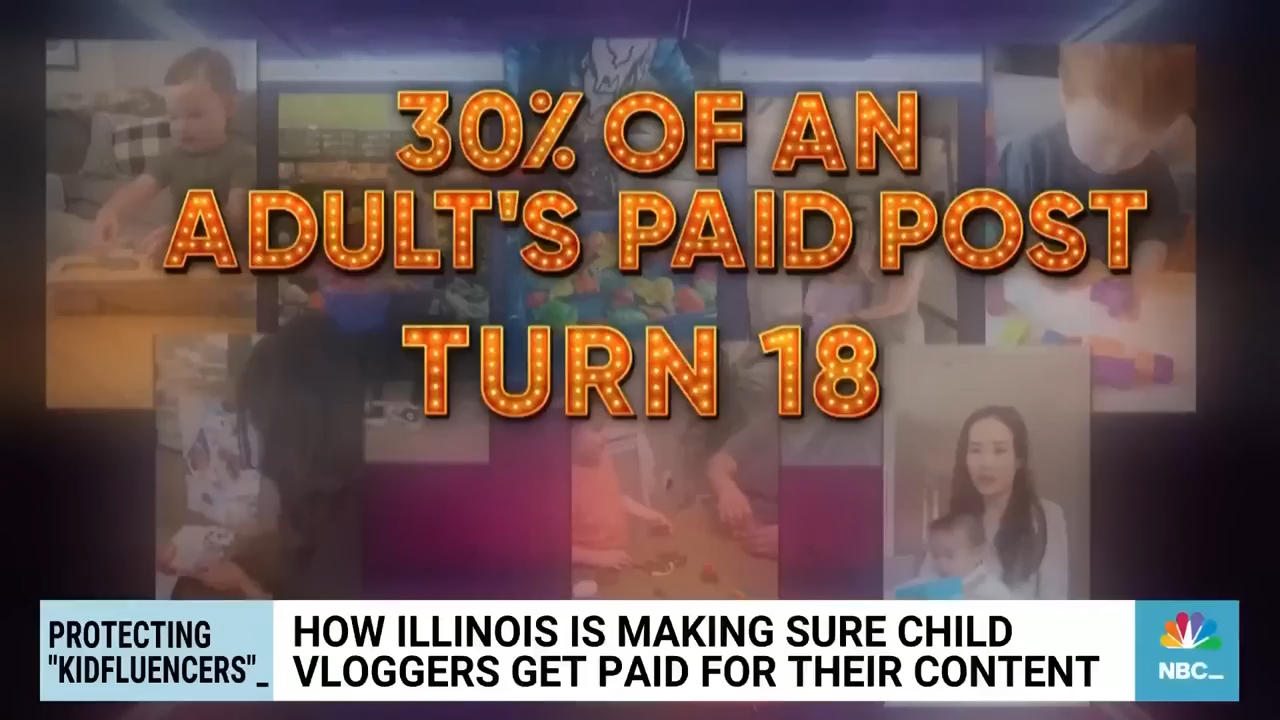 30% OF AN
ADULT'S PAID POST
TURN 18
PROTECTING
"KIDFLUENCERS"_
HOW ILLINOIS IS MAKING SURE CHILD
VLOGGERS GET PAID FOR THEIR CONTENT
NBC_